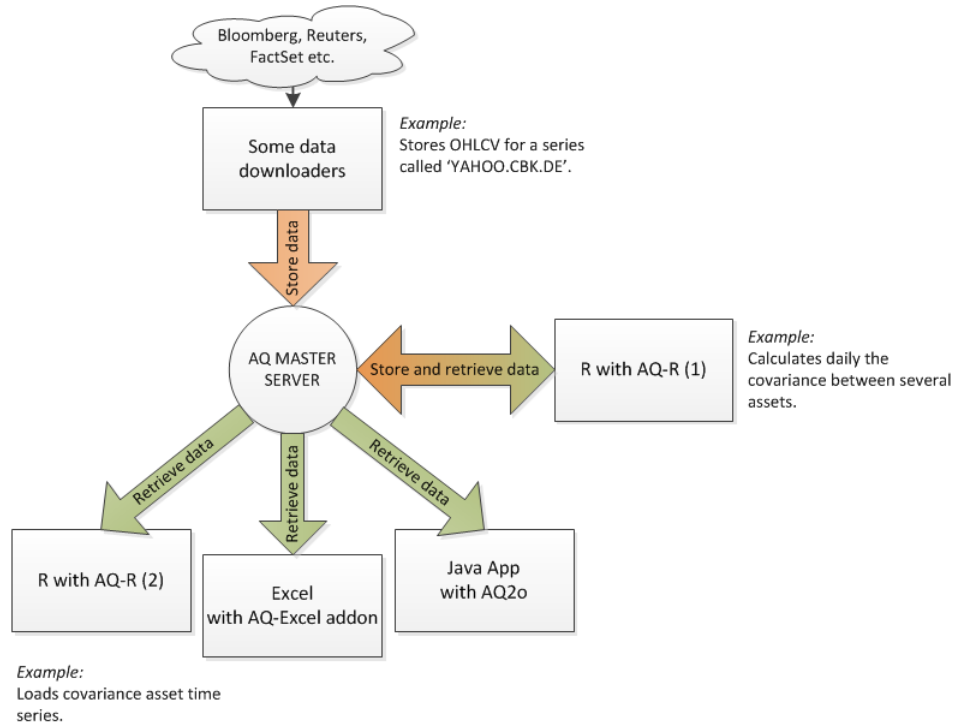 Bloomberg, Reuters,
FactSet etc.
Some data
downloaders
Example:
Stores OHLCV for a series
called ‘YAHOO.CBK.DE’.
Store data
AQ MASTER
SERVER
Store and retrieve data
R with AQ-R (1)
Example:
Calculates daily the
covariance between several
assets.
Retrieve data
Retrieve data
Retrieve data
R with AQ-R (2)
Excel
with AQ-Excel addon
Java App
with AQ2o
Example:
Loads covariance asset time
series.